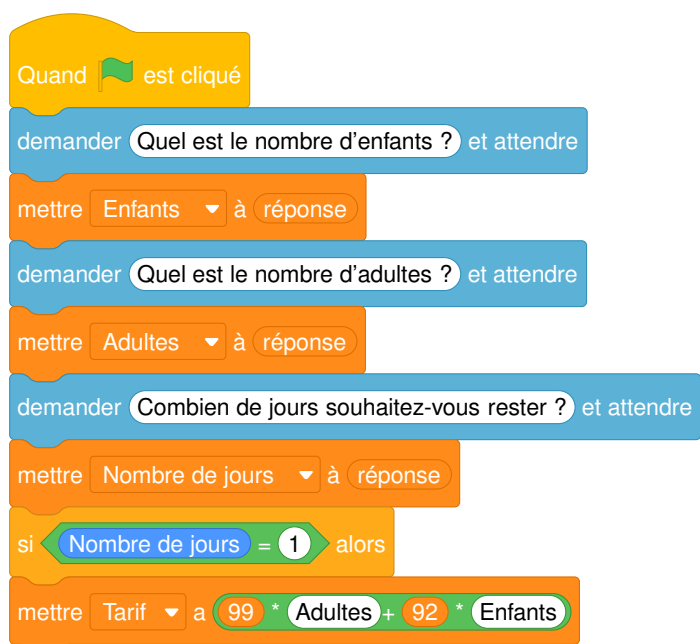 Quand est cliqué
demander Quel est le nombre d'enfants ? et attendre
mettre Enfants à réponse
demander Quel est le nombre d'adultes ? et attendre
mettre Adultes à réponse
demander Combien de jours souhaitez-vous rester ? et attendre
mettre Nombre de jours à réponse
si Nombre de jours = 1 alors
mettre Tarif a 99 * Adultes + 92 * Enfants